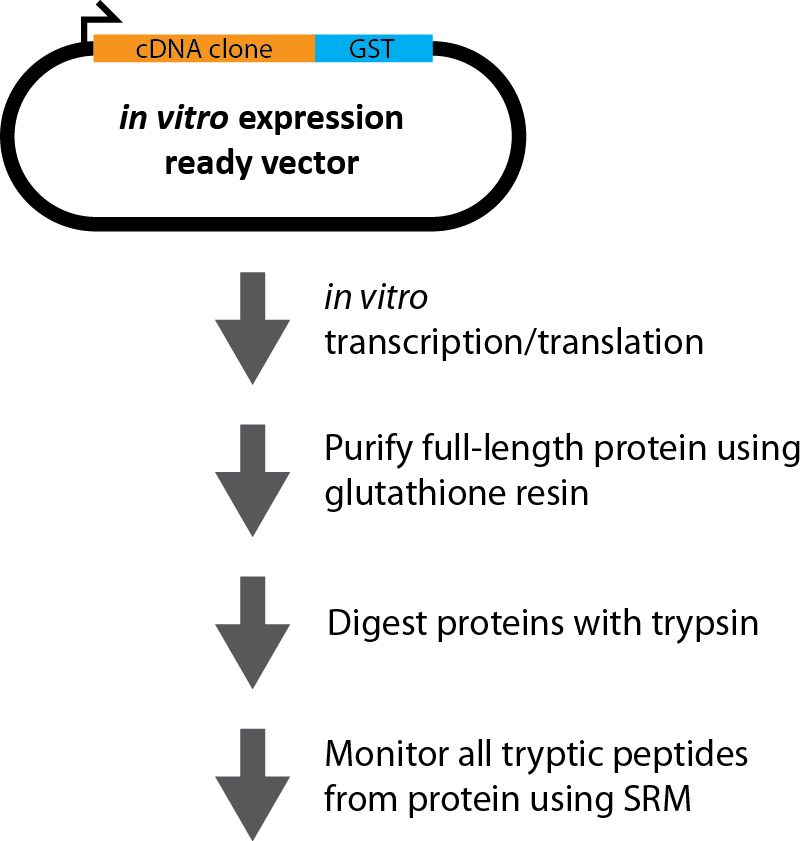 cDNA clone GST
in vitro expression
ready vector
in vitro
transcription/translation
Purify full-length protein using
glutathione resin
Digest proteins with trypsin
Monitor all tryptic peptides
from protein using SRM